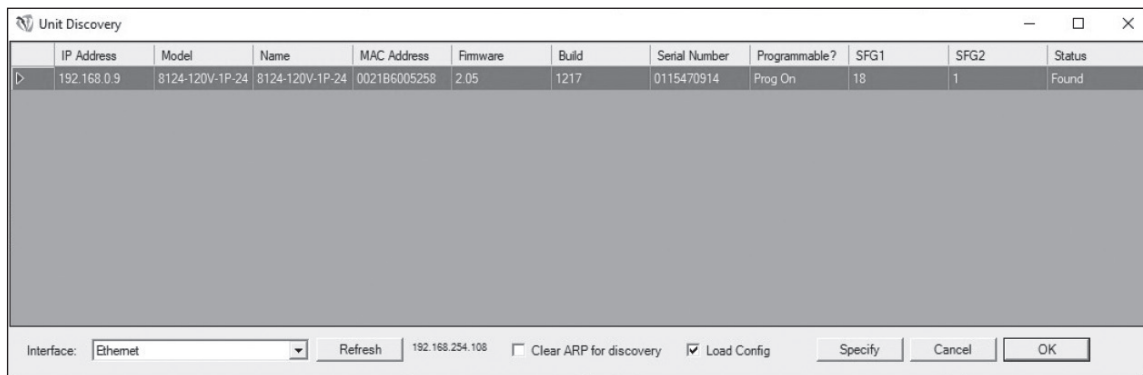 Unit Discovery
IP Address Model Name MAC Address Firmware Build Serial Number Programmable? SFG1 SFG2 Status
192.168.0.9 8124-120V-1P-24 8124-120V-1P-24 0021B6005258 2.05 1217 0115470914 Prog On 18 1 Found
Interface: Ethernet Refresh 192.168.254.108 Clear ARP for discovery Load Config Specify Cancel OK